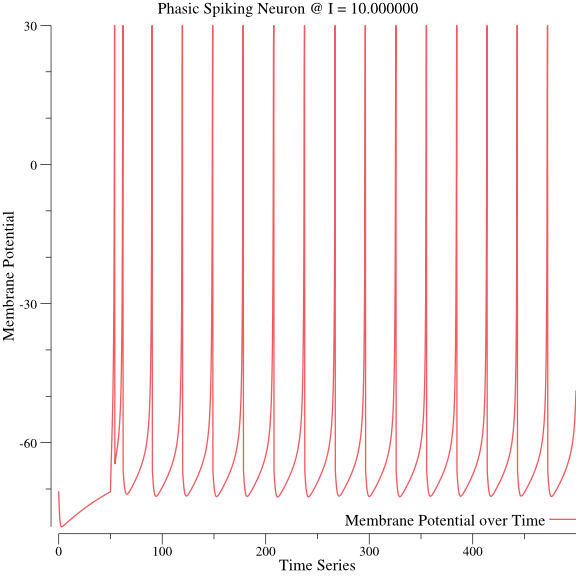 Phasic Spiking Neuron @ I = 10.000000
30
0
-30
-60
Membrane Potential
Membrane Potential over Time
0
100
200
300
400
Time Series